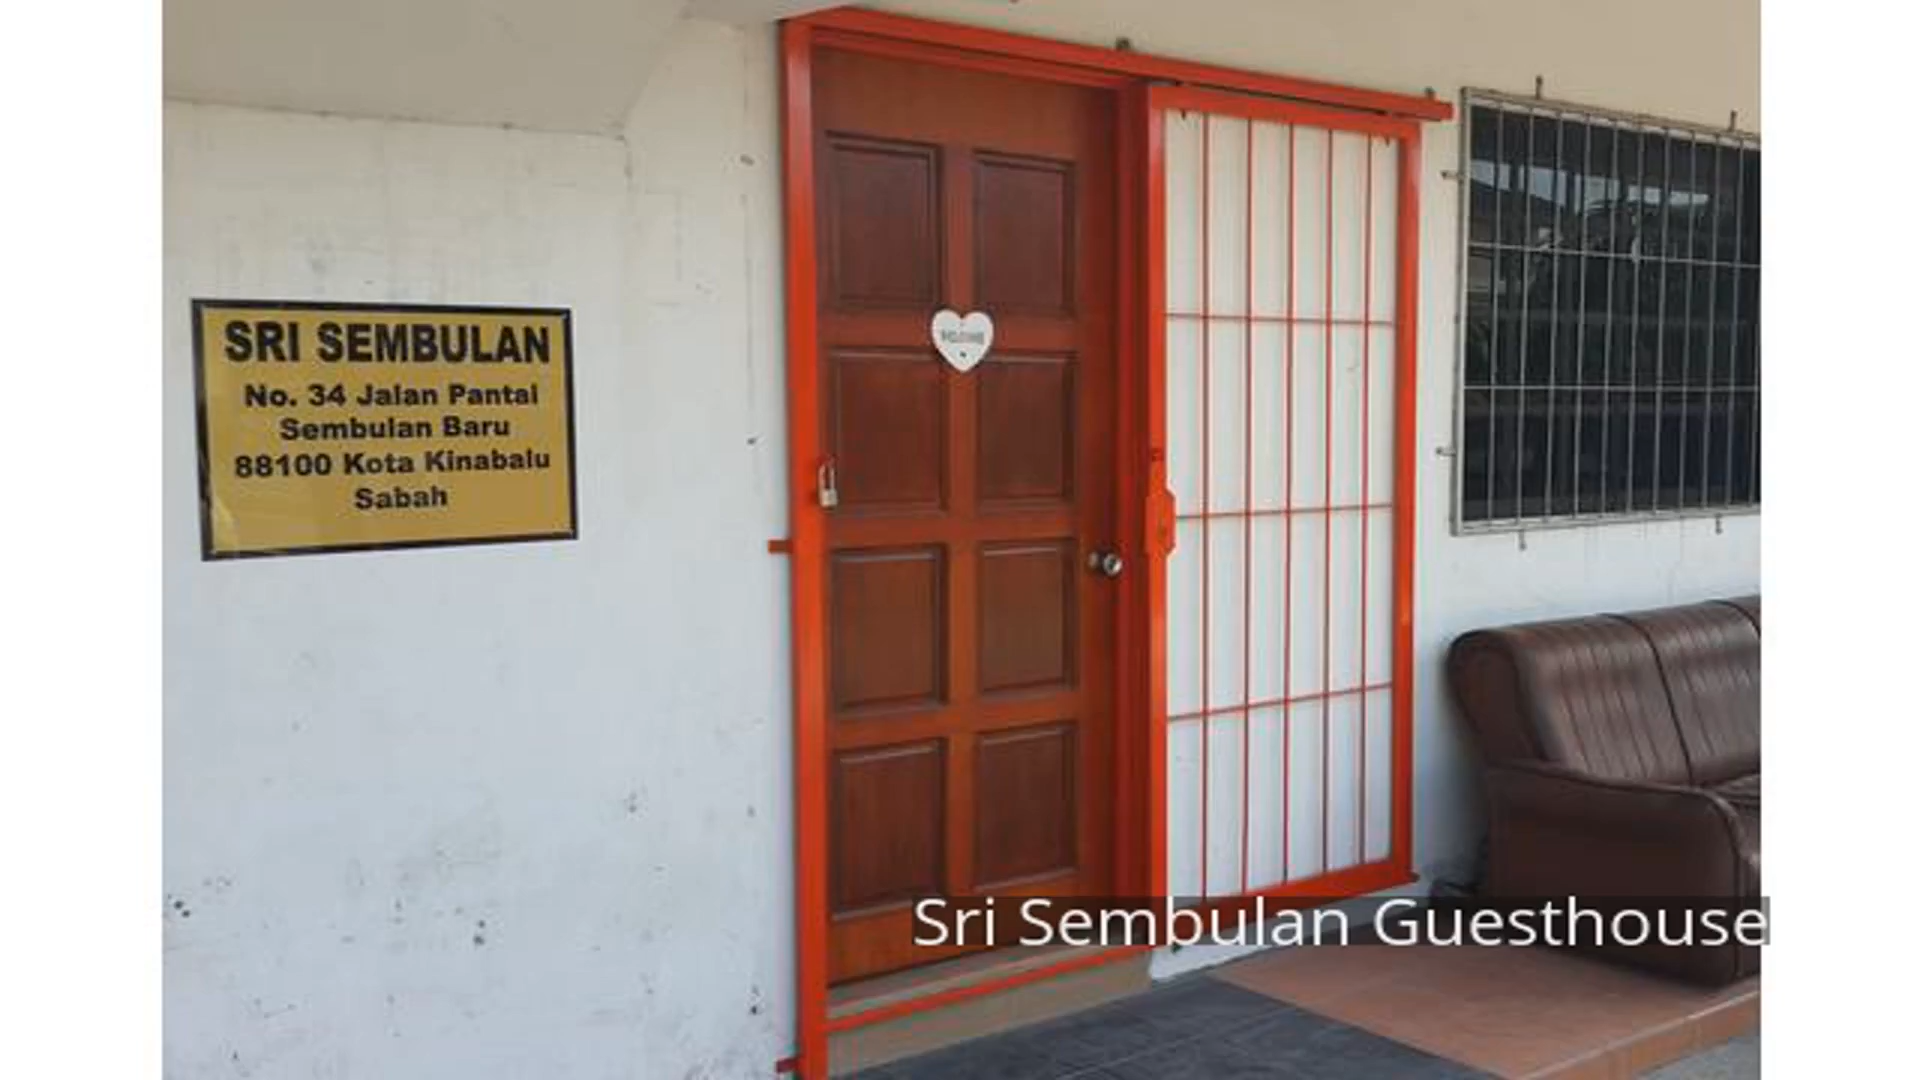 SRI SEMBULAN
No. 34 Jalan Pantai
Sembulan Baru
88100 Kota Kinabalu
Sabah
Sri Sembulan Guesthouse